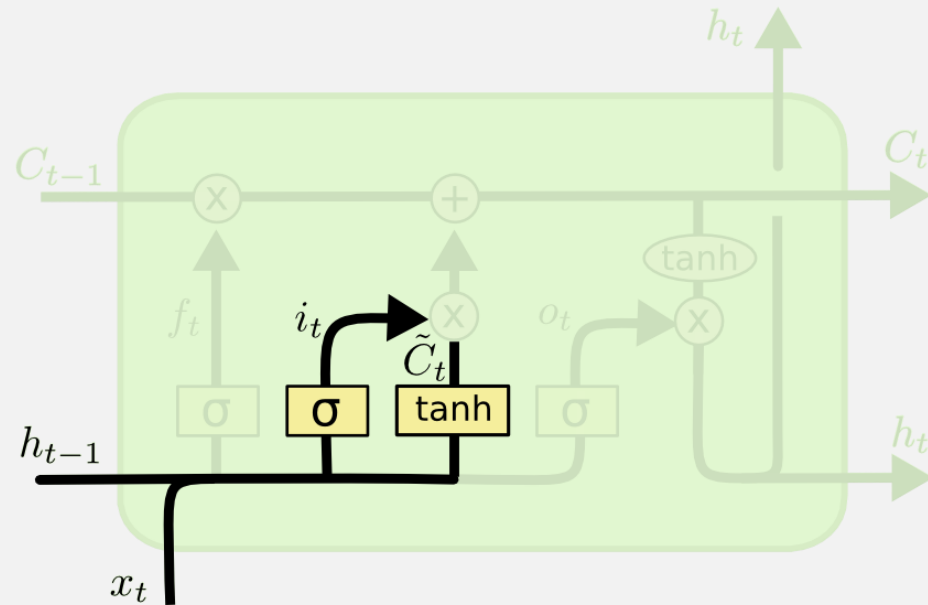 h_t
C_{t-1}
C_t
x
+
tanh
f_t
i_t
x
o_t
x
C̃_t
σ
σ
tanh
σ
h_{t-1}
h_t
x_t